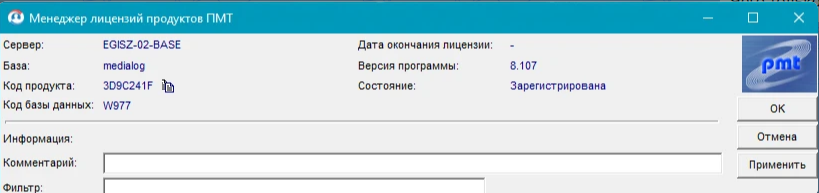 Менеджер лицензий продуктов ПМТ
Сервер: EGISZ-02-BASE Дата окончания лицензии: -
База: medialog Версия программы: 8.107
Код продукта: 3D9C241F Состояние: Зарегистрирована
Код базы данных: W977
pmt
OK
Информация:
Отмена
Комментарий:
Применить
Фильтр: